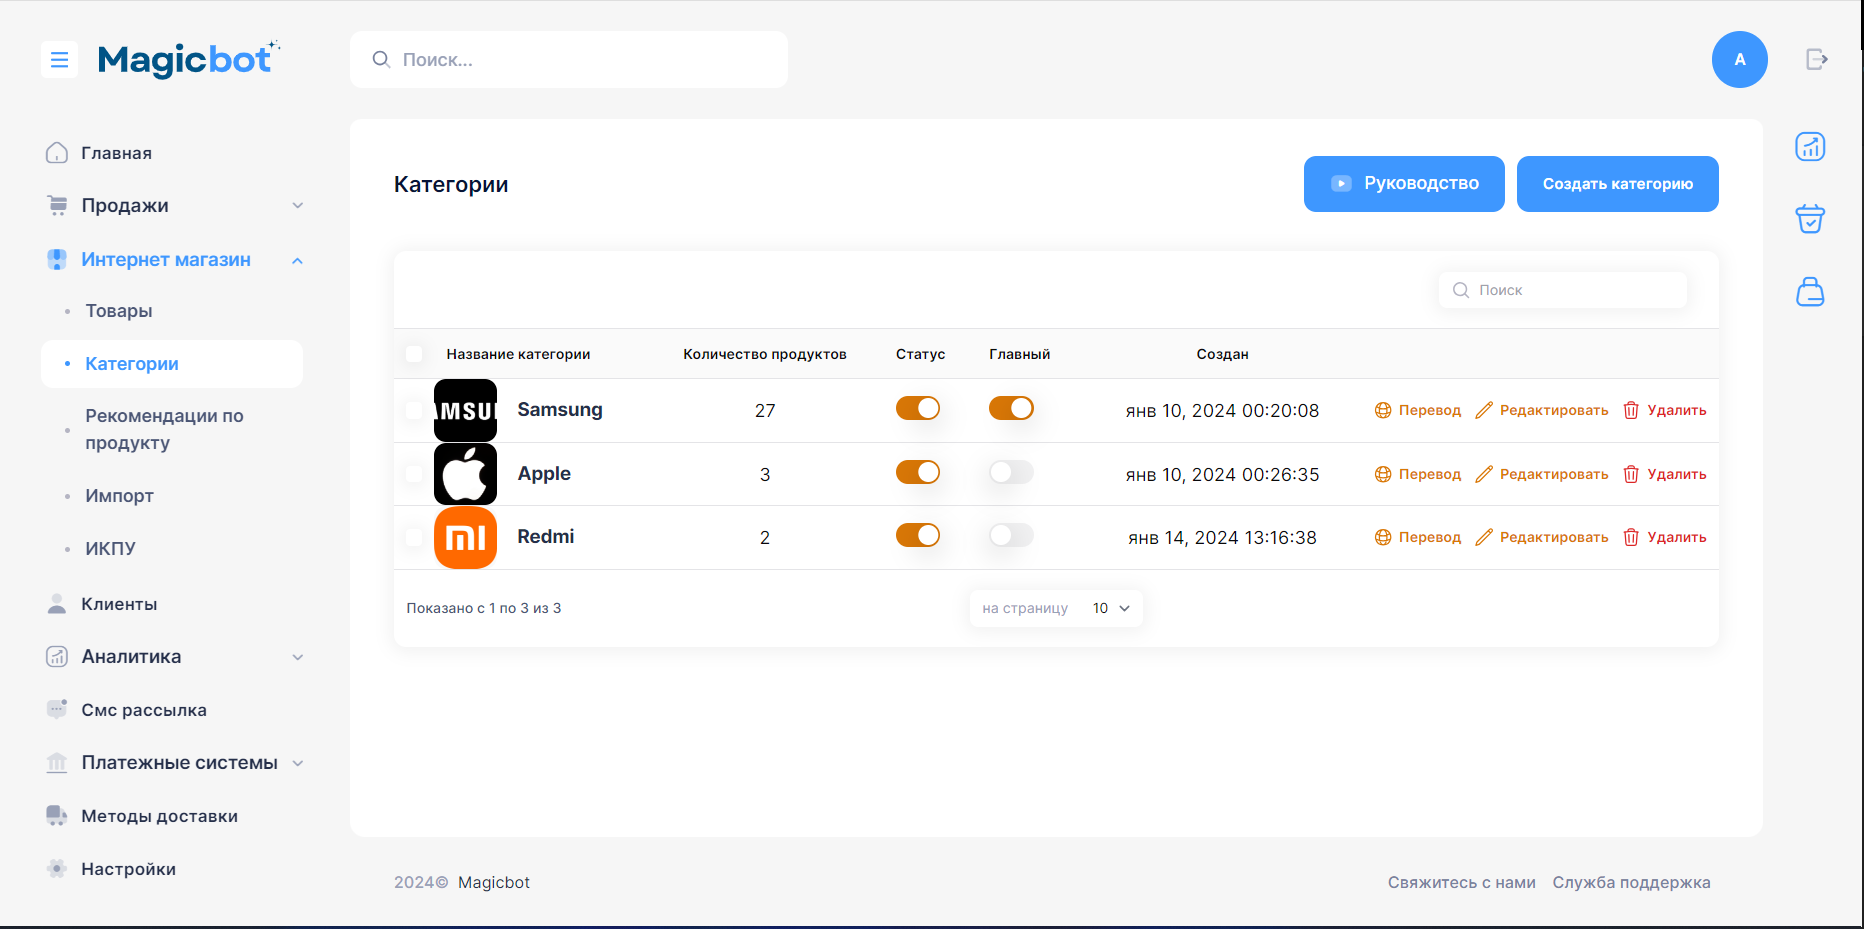 Magicbot
Поиск...
A
Главная
Продажи
Интернет магазин
Товары
Категории
Рекомендации по
продукту
Импорт
ИКПУ
Клиенты
Аналитика
Смс рассылка
Платежные системы
Методы доставки
Настройки
Категории
Руководство
Создать категорию
Поиск
Название категории Количество продуктов Статус Главный Создан
MSU Samsung 27 янв 10, 2024 00:20:08 Перевод Редактировать Удалить
Apple 3 янв 10, 2024 00:26:35 Перевод Редактировать Удалить
mi Redmi 2 янв 14, 2024 13:16:38 Перевод Редактировать Удалить
Показано с 1 по 3 из 3
на страницу 10
2024© Magicbot
Свяжитесь с нами Служба поддержка